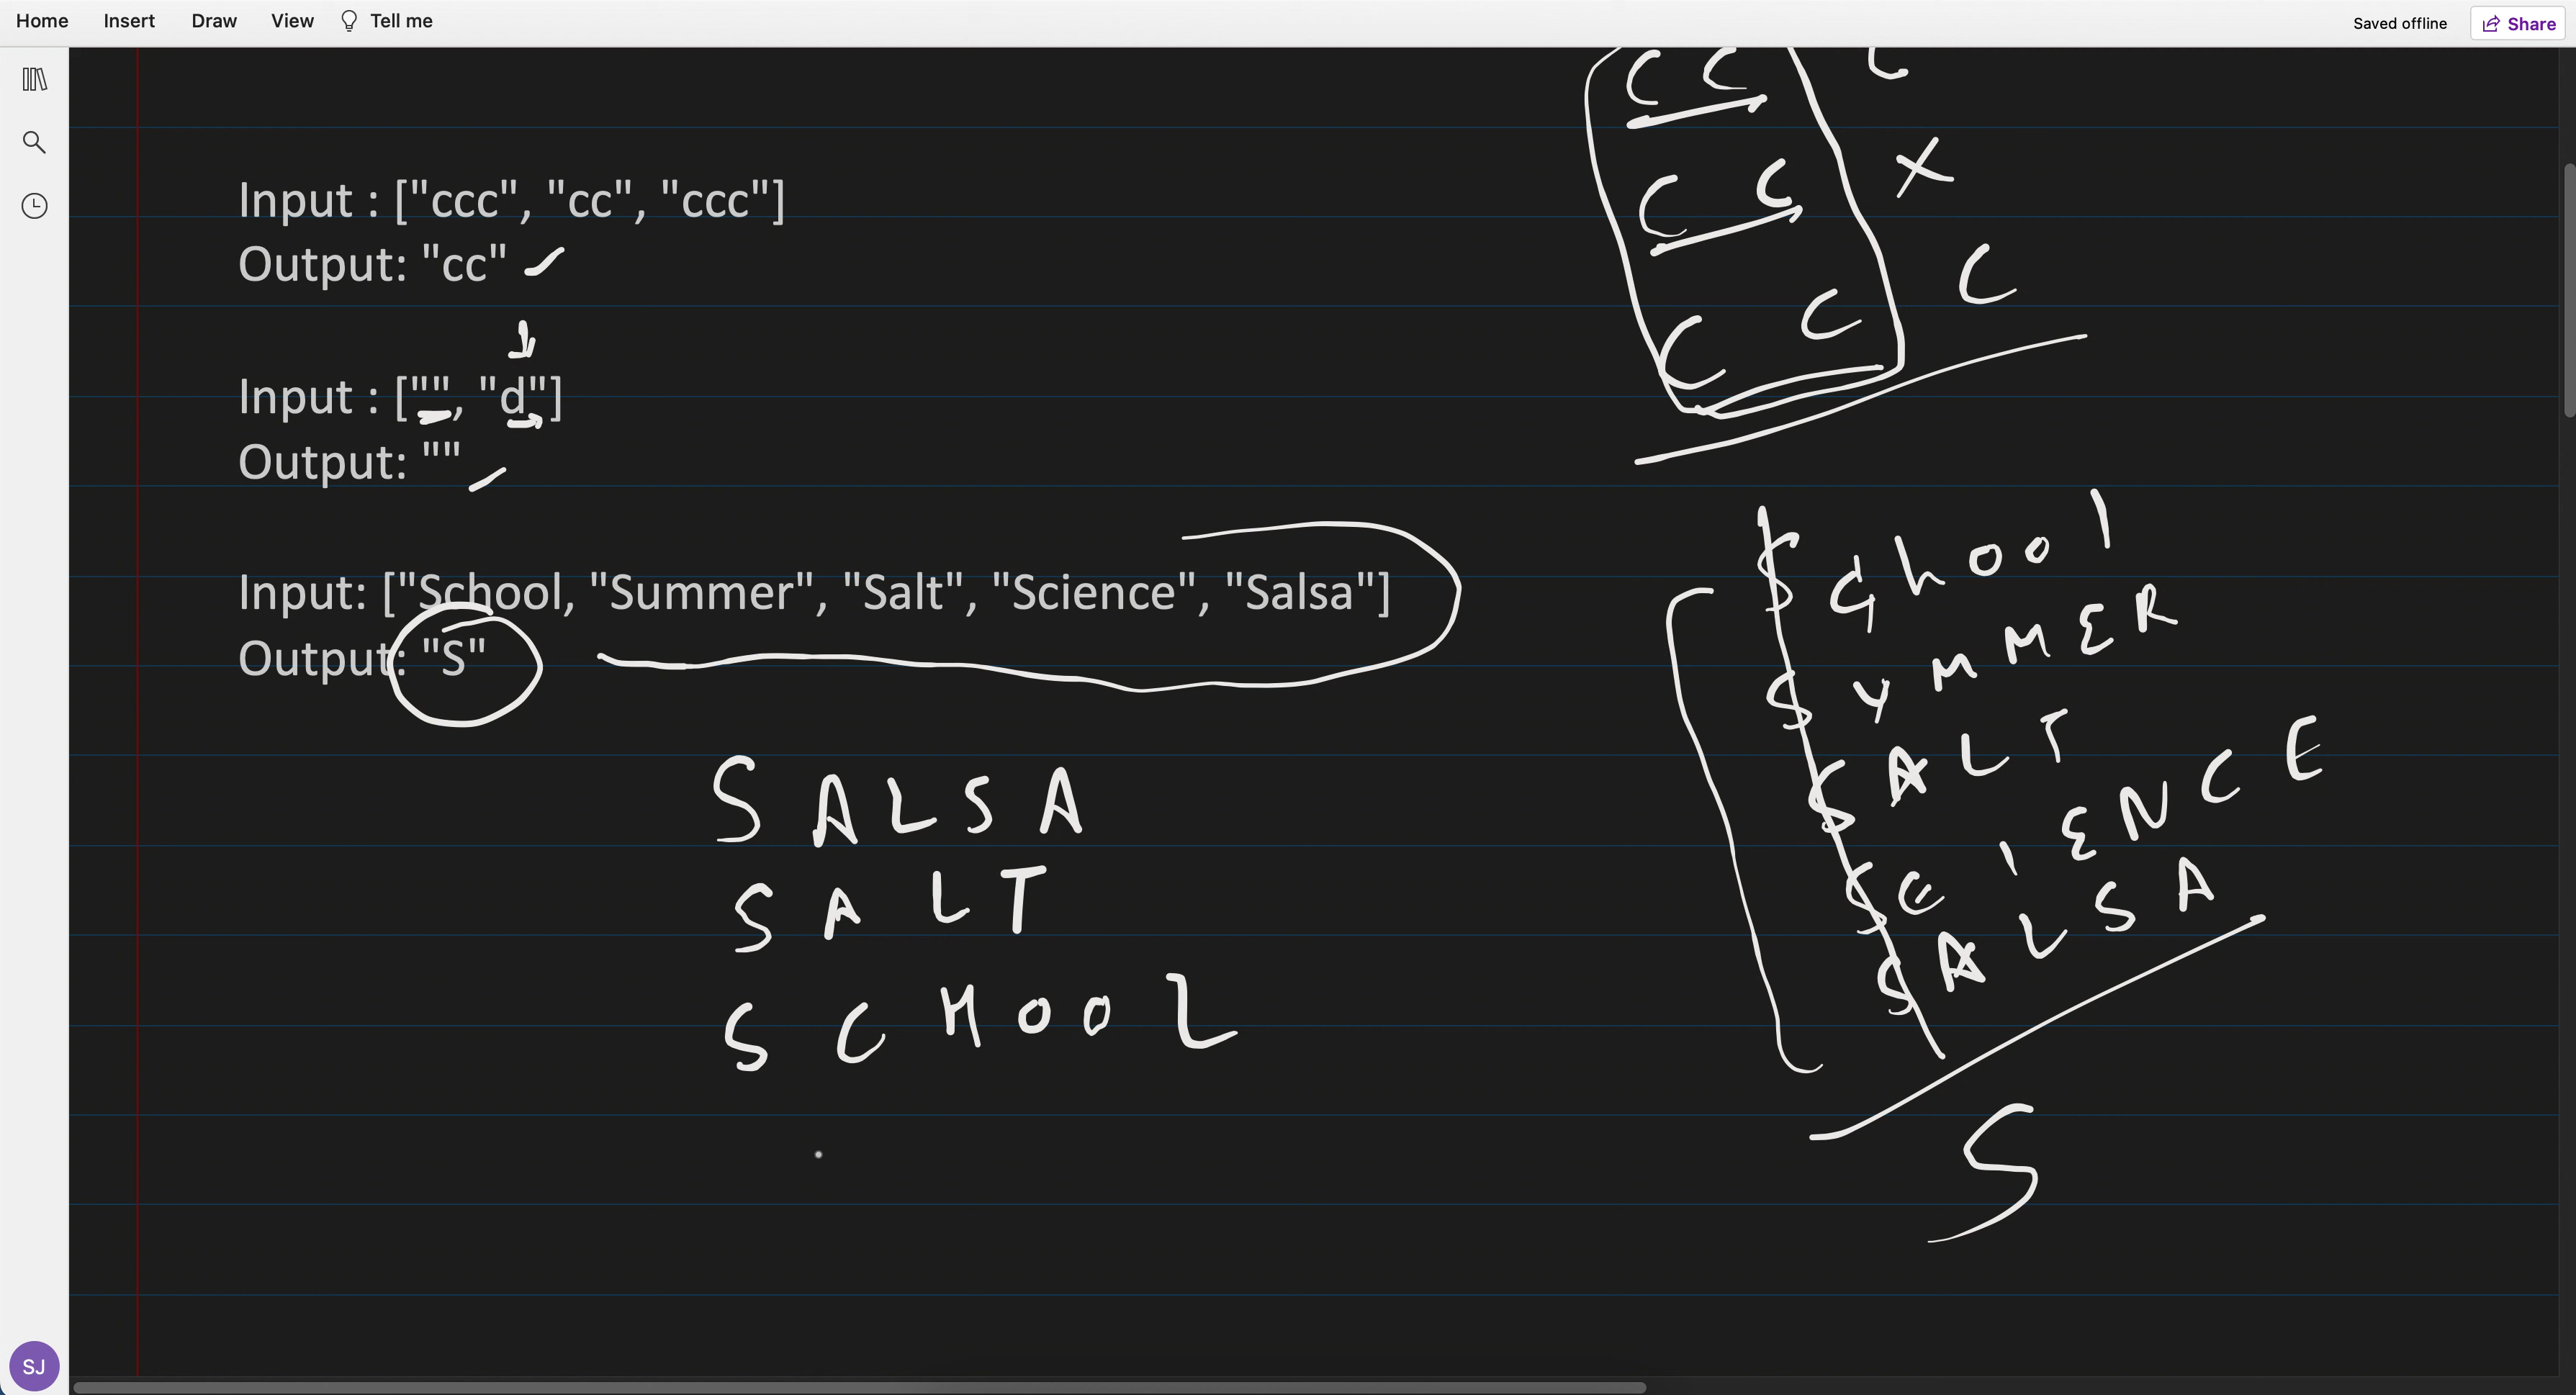 Home Insert Draw View Tell me Saved offline Share
Input : ["ccc", "cc", "ccc"]
Output: "cc"
Input : ["", "d"]
Output: ""
Input: ["School, "Summer", "Salt", "Science", "Salsa"]
Output: "S"
SALSA
SALT
SCHOOL
C C C
C C X
C C C
School
SUMMER
SALT
SCIENCE
SALSA
S
SJ